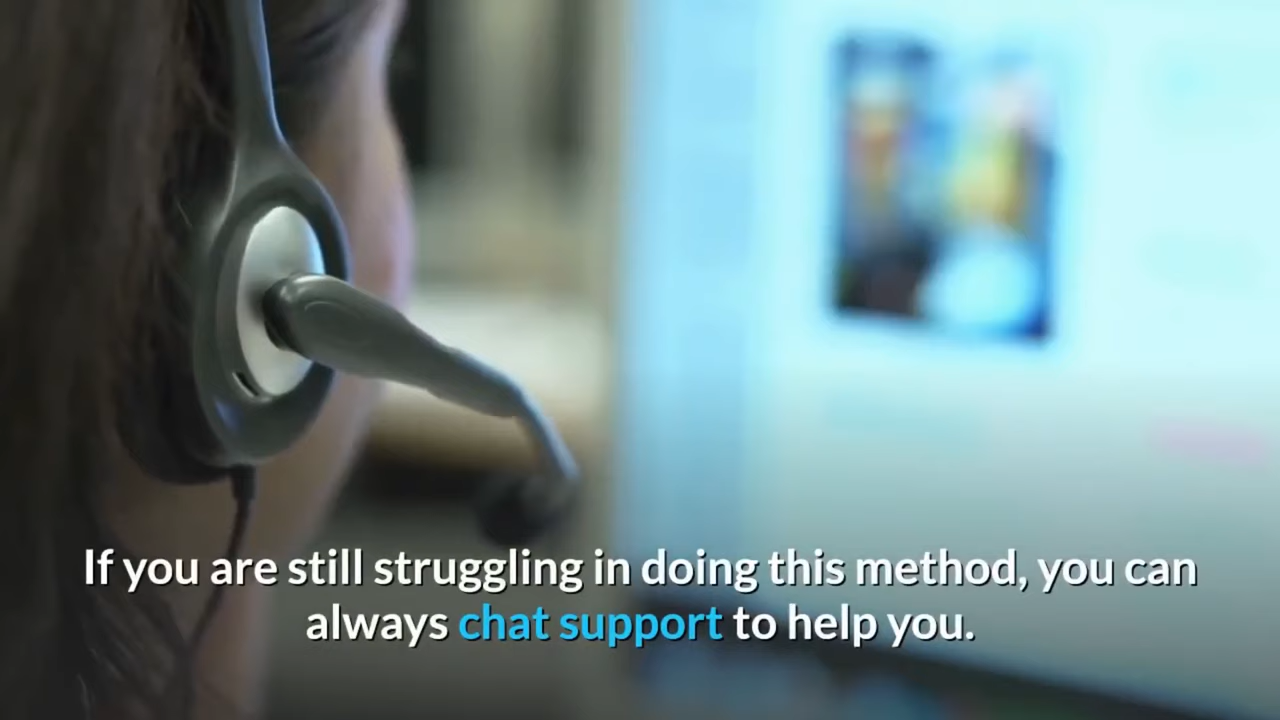 If you are still struggling in doing this method, you can
always chat support to help you.